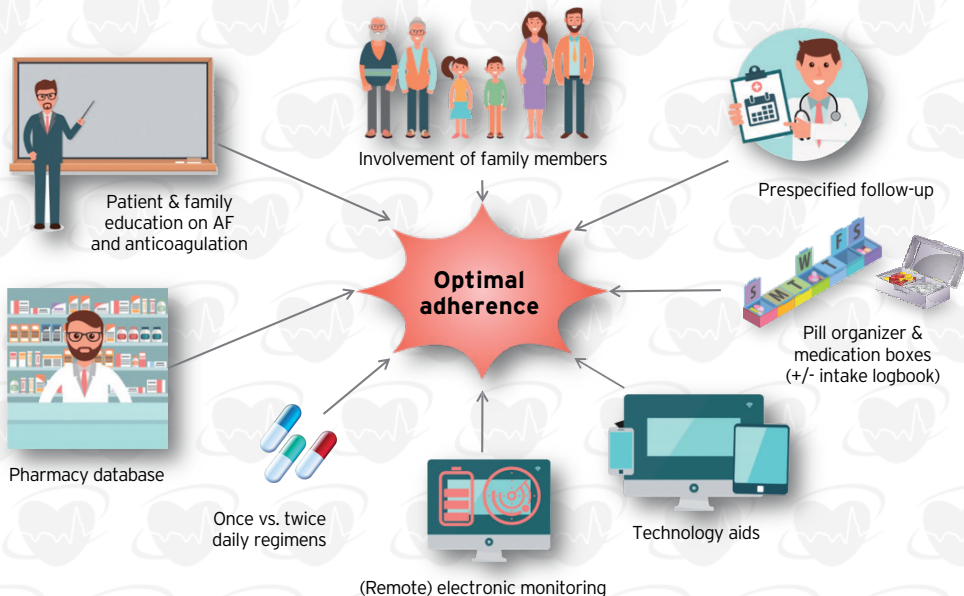 Involvement of family members
Patient & family
education on AF
and anticoagulation
Prespecified follow-up
Optimal
adherence
S M T W T F S
Pill organizer &
medication boxes
(+/- intake logbook)
Pharmacy database
Once vs. twice
daily regimens
Technology aids
(Remote) electronic monitoring